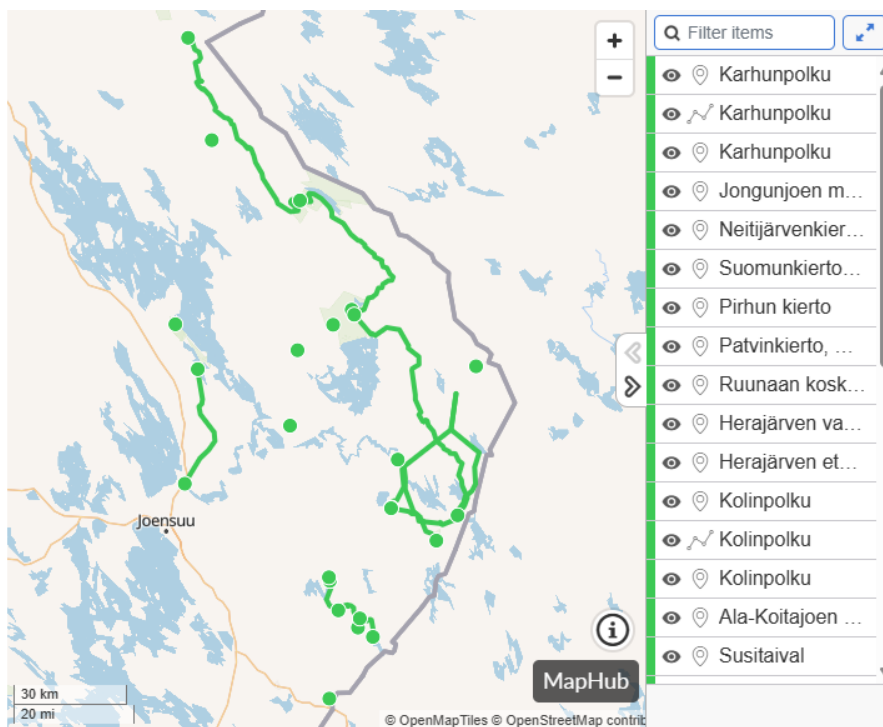 Filter items
Karhunpolku
Karhunpolku
Karhunpolku
Jongunjoen m...
Neitijärvenkier...
Suomunkierto...
Pirhun kierto
Patvinkierto, ...
Ruunaan kosk...
Herajärven va...
Herajärven et...
Kolinpolku
Kolinpolku
Kolinpolku
Ala-Koitajoen ...
Susitaival
Joensuu
30 km
20 mi
MapHub
© OpenMapTiles © OpenStreetMap contrib